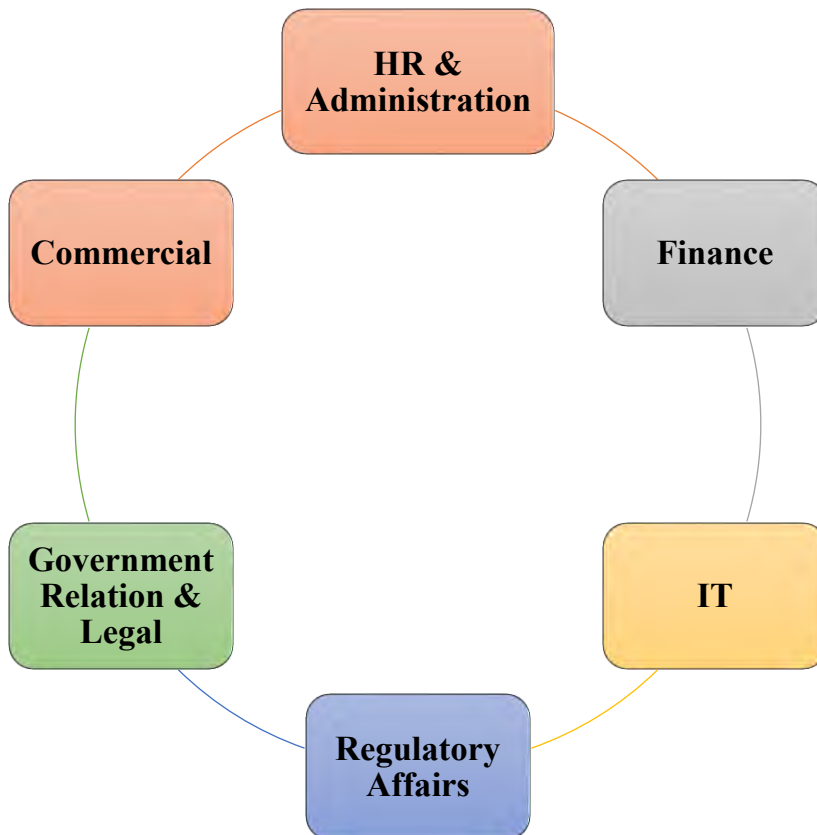 HR &
Administration
Commercial
Finance
Government
Relation &
Legal
IT
Regulatory
Affairs